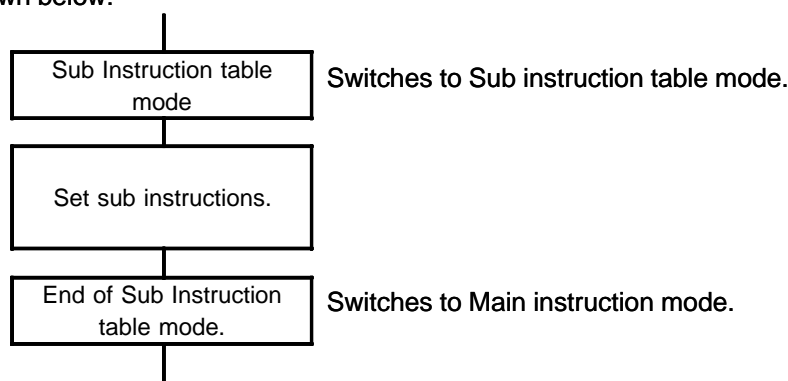 wn below.
Sub Instruction table
mode
Switches to Sub instruction table mode.
Set sub instructions.
End of Sub Instruction
table mode.
Switches to Main instruction mode.